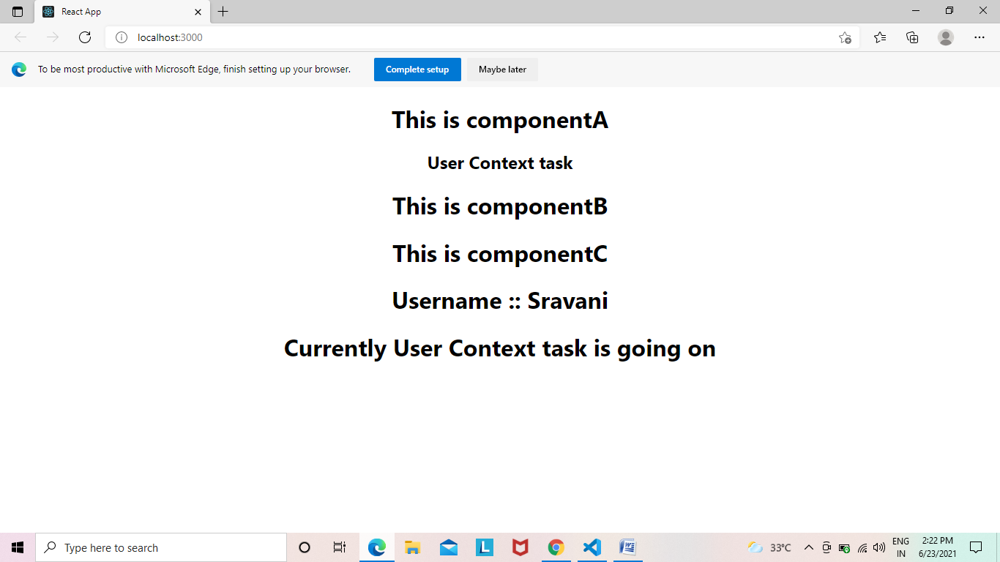 React App
localhost:3000
To be most productive with Microsoft Edge, finish setting up your browser. Complete setup Maybe later
This is componentA
User Context task
This is componentB
This is componentC
Username :: Sravani
Currently User Context task is going on
Type here to search L W 33°C ENG 2:22 PM
IN 6/23/2021